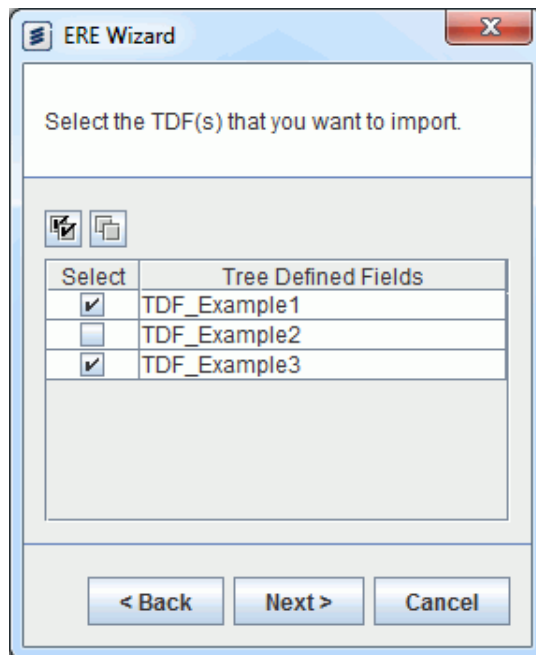 ERE Wizard
Select the TDF(s) that you want to import.
Select Tree Defined Fields
TDF_Example1
TDF_Example2
TDF_Example3
< Back Next > Cancel